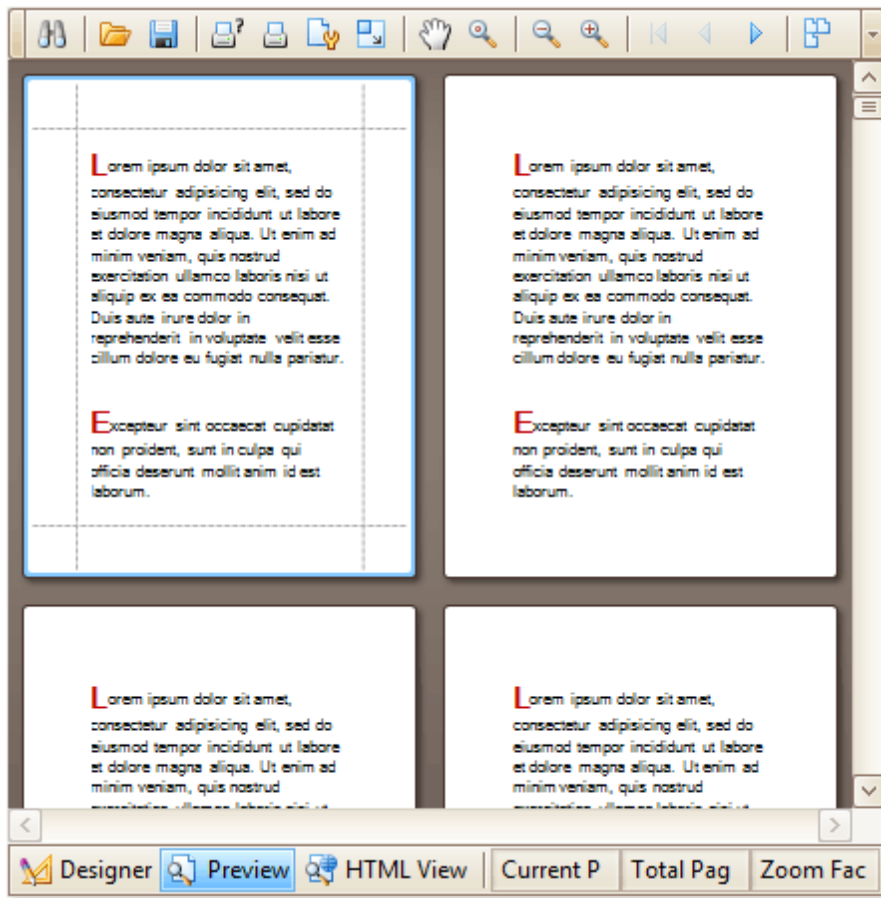 Lorem ipsum dolor sit amet,
consectetur adipisicing elit, sed do
eiusmod tempor incididunt ut labore
et dolore magna aliqua. Ut enim ad
minim veniam, quis nostrud
exercitation ullamco laboris nisi ut
aliquip ex ea commodo consequat.
Duis aute irure dolor in
reprehenderit in voluptate velit esse
cillum dolore eu fugiat nulla pariatur.
Excepteur sint occaecat cupidatat
non proident, sunt in culpa qui
officia deserunt mollit anim id est
laborum.
Lorem ipsum dolor sit amet,
consectetur adipisicing elit, sed do
eiusmod tempor incididunt ut labore
et dolore magna aliqua. Ut enim ad
minim veniam, quis nostrud
exercitation ullamco laboris nisi ut
aliquip ex ea commodo consequat.
Duis aute irure dolor in
reprehenderit in voluptate velit esse
cillum dolore eu fugiat nulla pariatur.
Excepteur sint occaecat cupidatat
non proident, sunt in culpa qui
officia deserunt mollit anim id est
laborum.
Lorem ipsum dolor sit amet,
consectetur adipisicing elit, sed do
eiusmod tempor incididunt ut labore
et dolore magna aliqua. Ut enim ad
minim veniam, quis nostrud
Lorem ipsum dolor sit amet,
consectetur adipisicing elit, sed do
eiusmod tempor incididunt ut labore
et dolore magna aliqua. Ut enim ad
minim veniam, quis nostrud
Designer Preview HTML View Current P Total Pag Zoom Fac